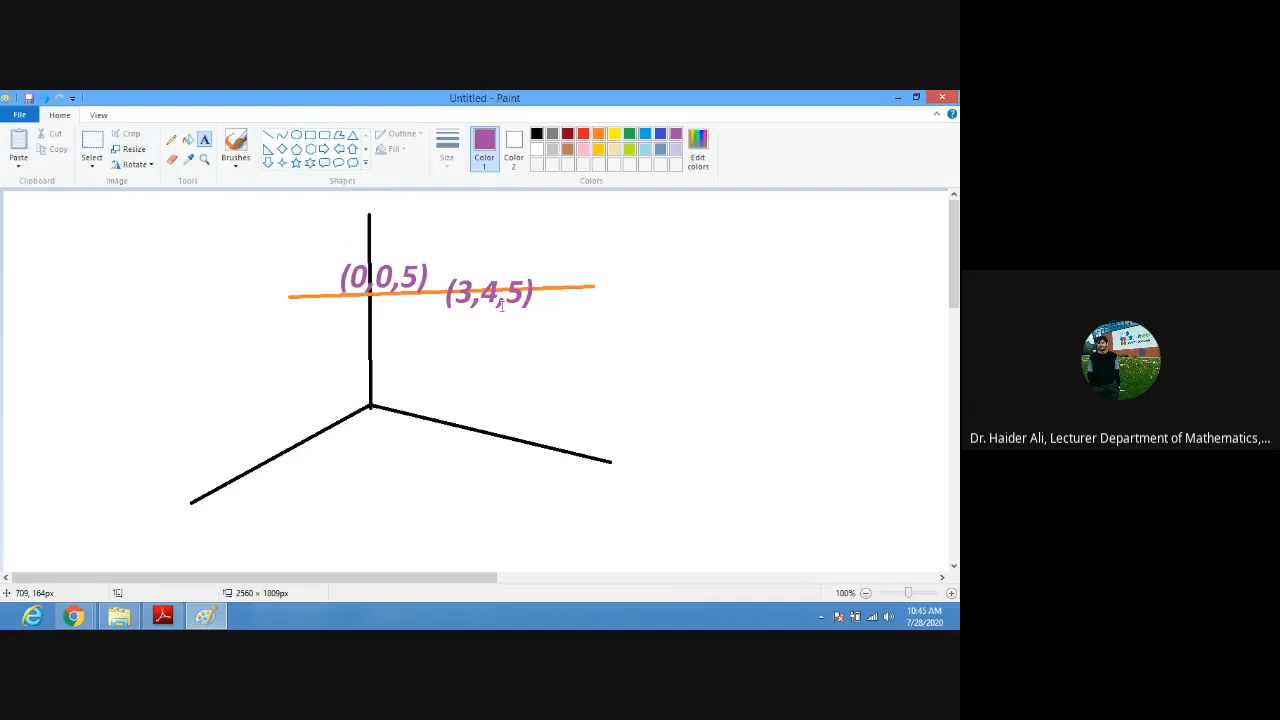 Untitled - Paint
File Home View
Paste
Cut
Copy
Clipboard
Select
Crop
Resize
Rotate
Image
Tools
Brushes
Shapes
Outline
Fill
Size
Color 1
Color 2
Colors
Edit colors
(0,0,5)
(3,4,5)
709, 164px
2560 × 1809px
100%
10:45 AM
7/28/2020
Dr. Haider Ali, Lecturer Department of Mathematics,...